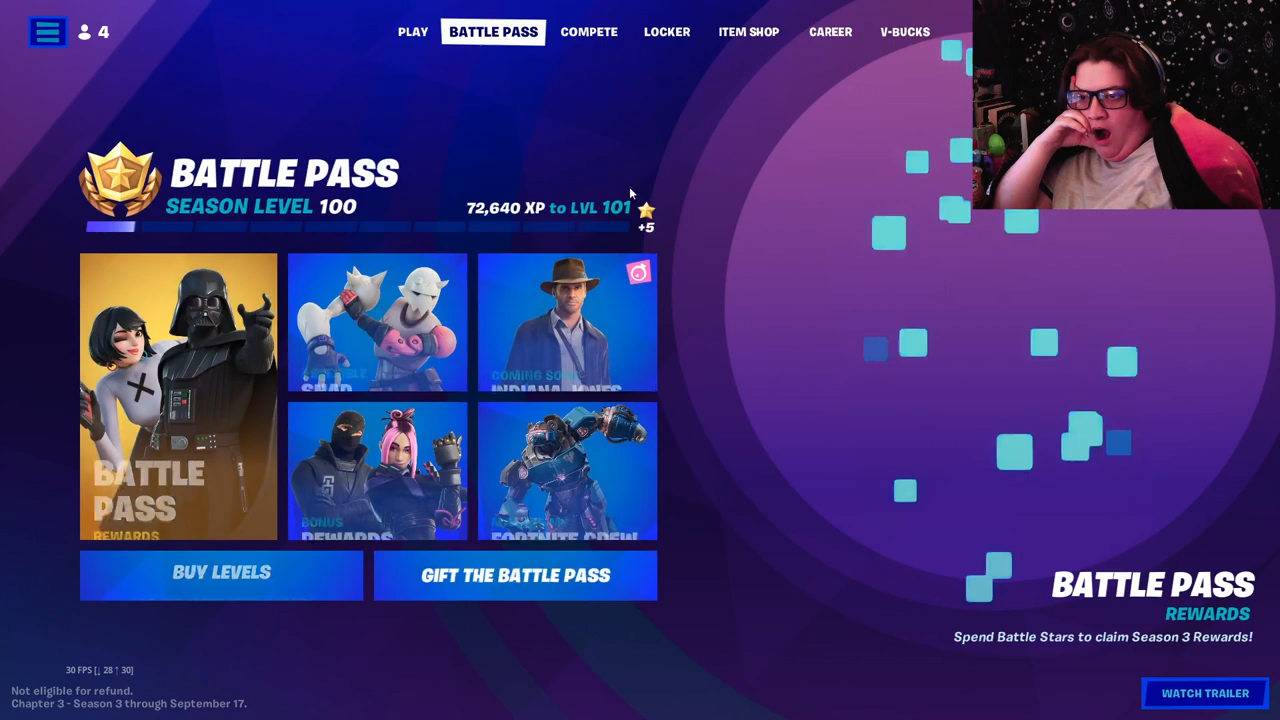 4
PLAY BATTLE PASS COMPETE LOCKER ITEM SHOP CAREER V-BUCKS
BATTLE PASS
SEASON LEVEL 100
72,640 XP to LVL 101
+5
BATTLE
PASS
REWARDS
SNAP
COMING SOON
INDIANA JONES
BONUS
REWARDS
FORTNITE CREW
BUY LEVELS
GIFT THE BATTLE PASS
BATTLE PASS
REWARDS
Spend Battle Stars to claim Season 3 Rewards!
30 FPS [↓ 28 ↑ 30]
Not eligible for refund.
Chapter 3 - Season 3 through September 17.
WATCH TRAILER